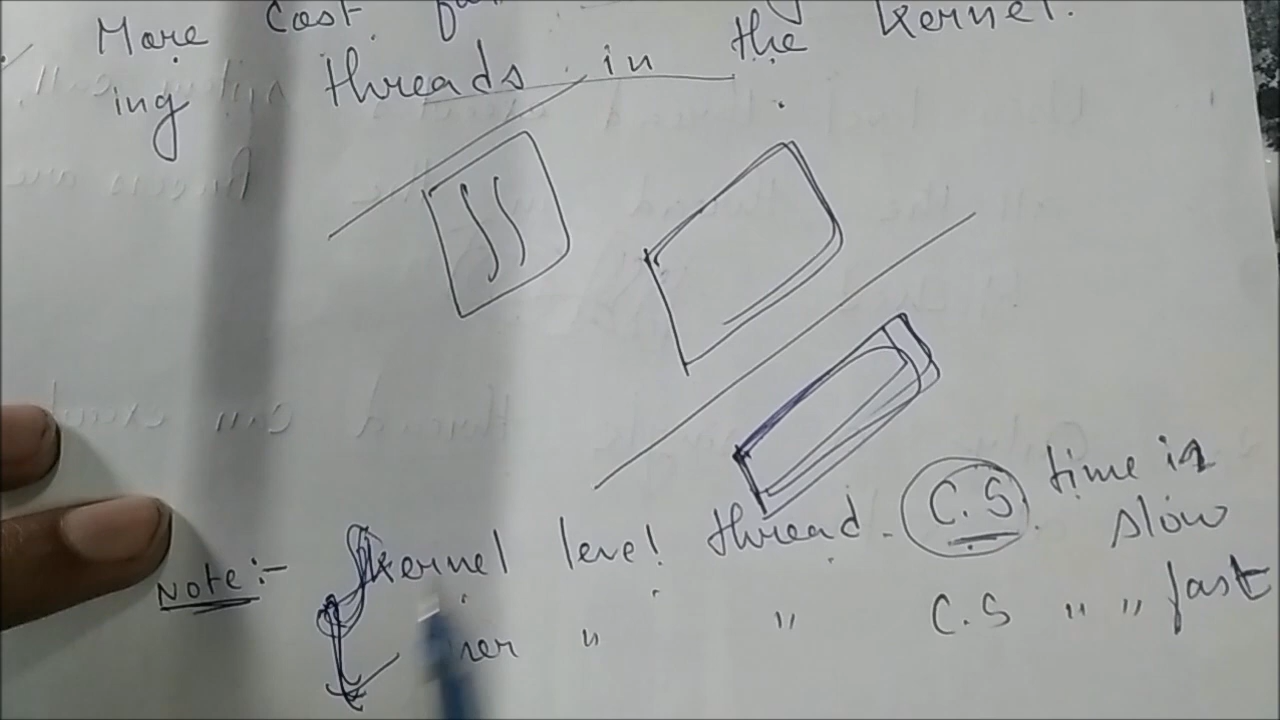 More Cost
ing threads in the kernel.
Note:- kernel level thread. C.S time is slow
" " C.S " " fast